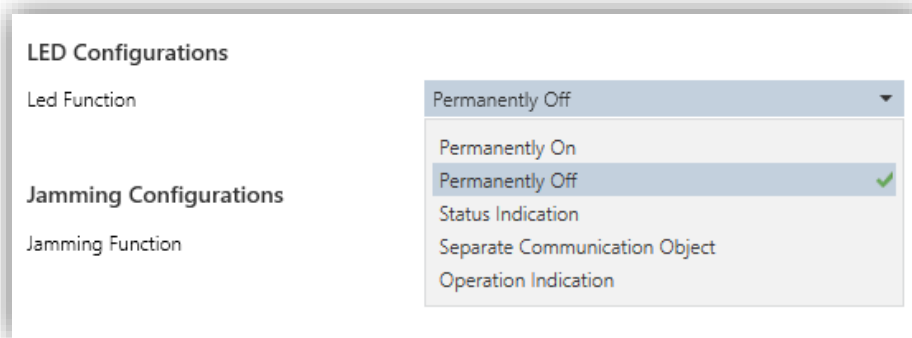 LED Configurations
Led Function
Permanently Off
Permanently On
Permanently Off
Status Indication
Separate Communication Object
Operation Indication
Jamming Configurations
Jamming Function